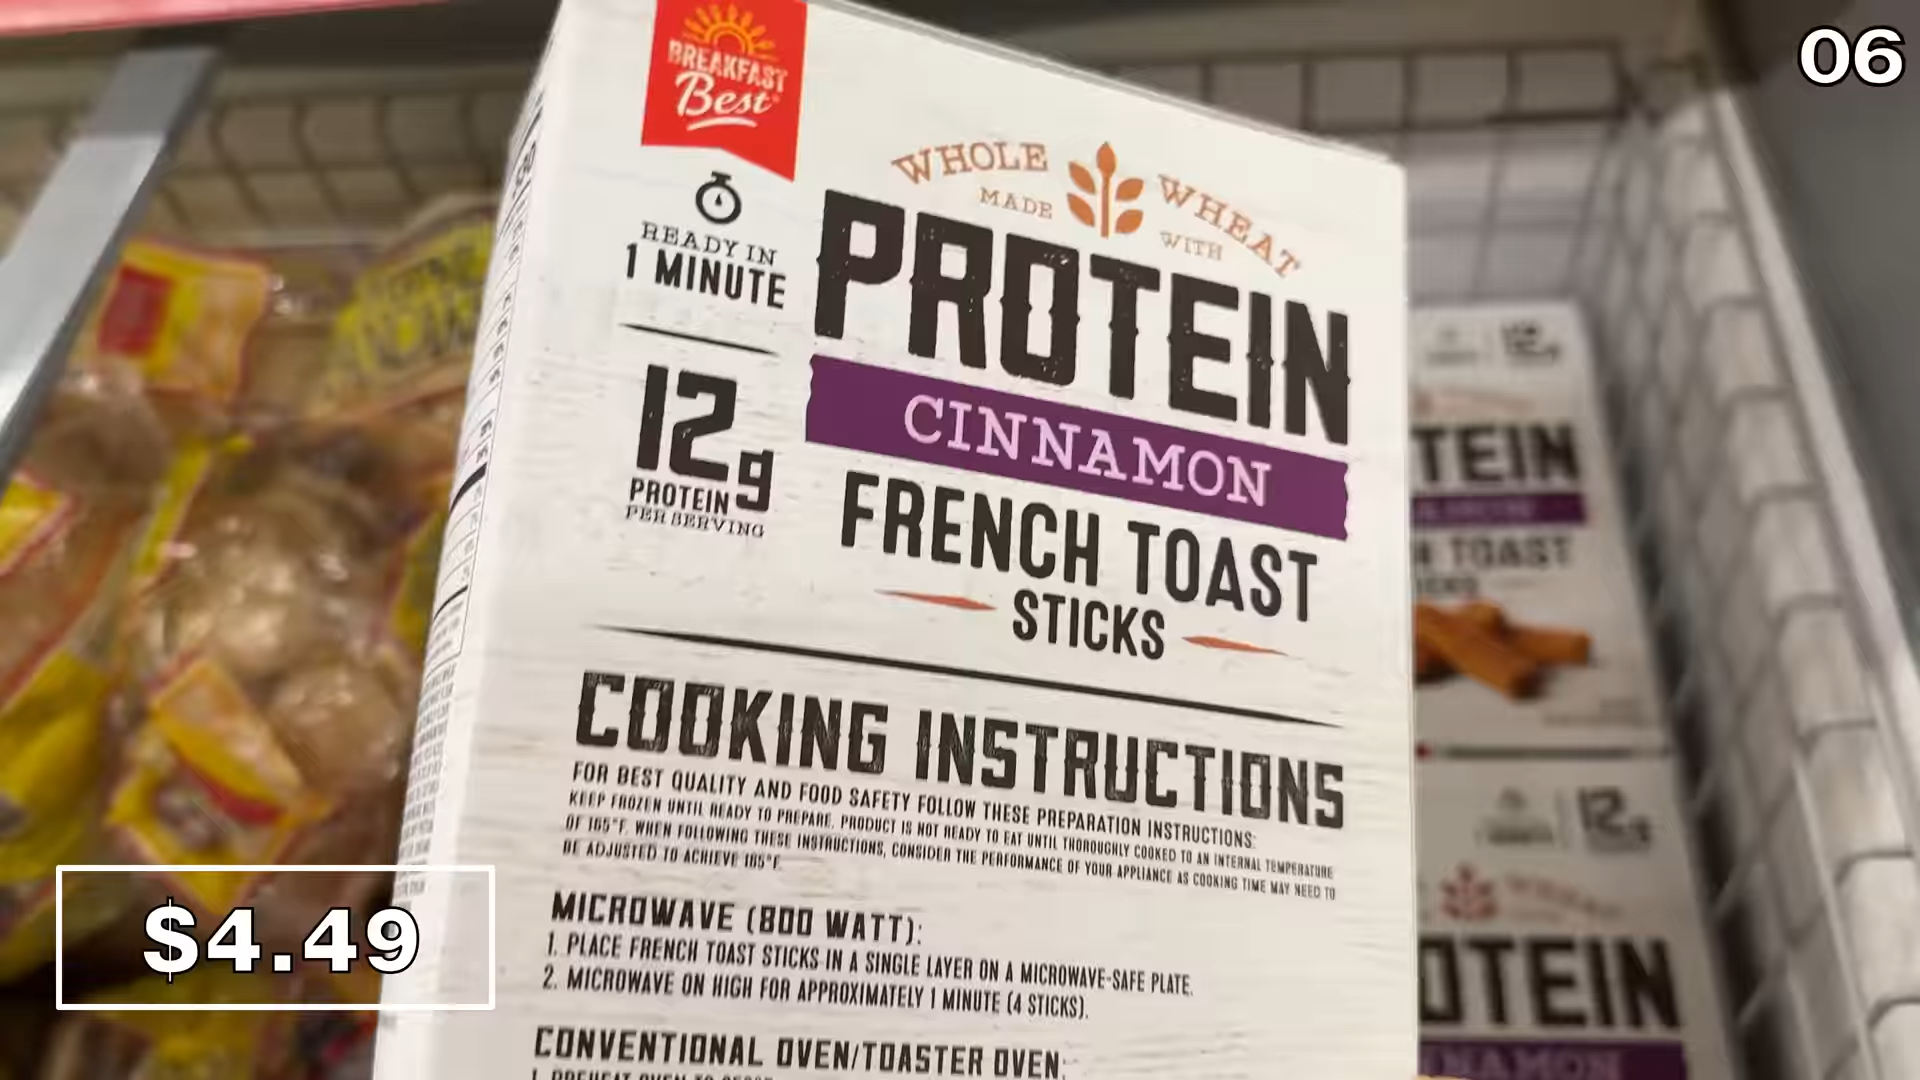 06
BREAKFAST
Best
WHOLE WHEAT
MADE WITH
PROTEIN
CINNAMON
FRENCH TOAST
STICKS
READY IN
1 MINUTE
12g
PROTEIN
PER SERVING
COOKING INSTRUCTIONS
FOR BEST QUALITY AND FOOD SAFETY FOLLOW THESE PREPARATION INSTRUCTIONS:
KEEP FROZEN UNTIL READY TO PREPARE. PRODUCT IS NOT READY TO EAT UNTIL THOROUGHLY COOKED TO AN INTERNAL TEMPERATURE
OF 165°F. WHEN FOLLOWING THESE INSTRUCTIONS, CONSIDER THE PERFORMANCE OF YOUR APPLIANCE AS COOKING TIME MAY NEED TO
BE ADJUSTED TO ACHIEVE 165°F.
MICROWAVE (800 WATT):
1. PLACE FRENCH TOAST STICKS IN A SINGLE LAYER ON A MICROWAVE-SAFE PLATE.
2. MICROWAVE ON HIGH FOR APPROXIMATELY 1 MINUTE (4 STICKS).
CONVENTIONAL OVEN/TOASTER OVEN:
$4.49
12g
TEIN
TOAST
12g
OTEIN
NAMON